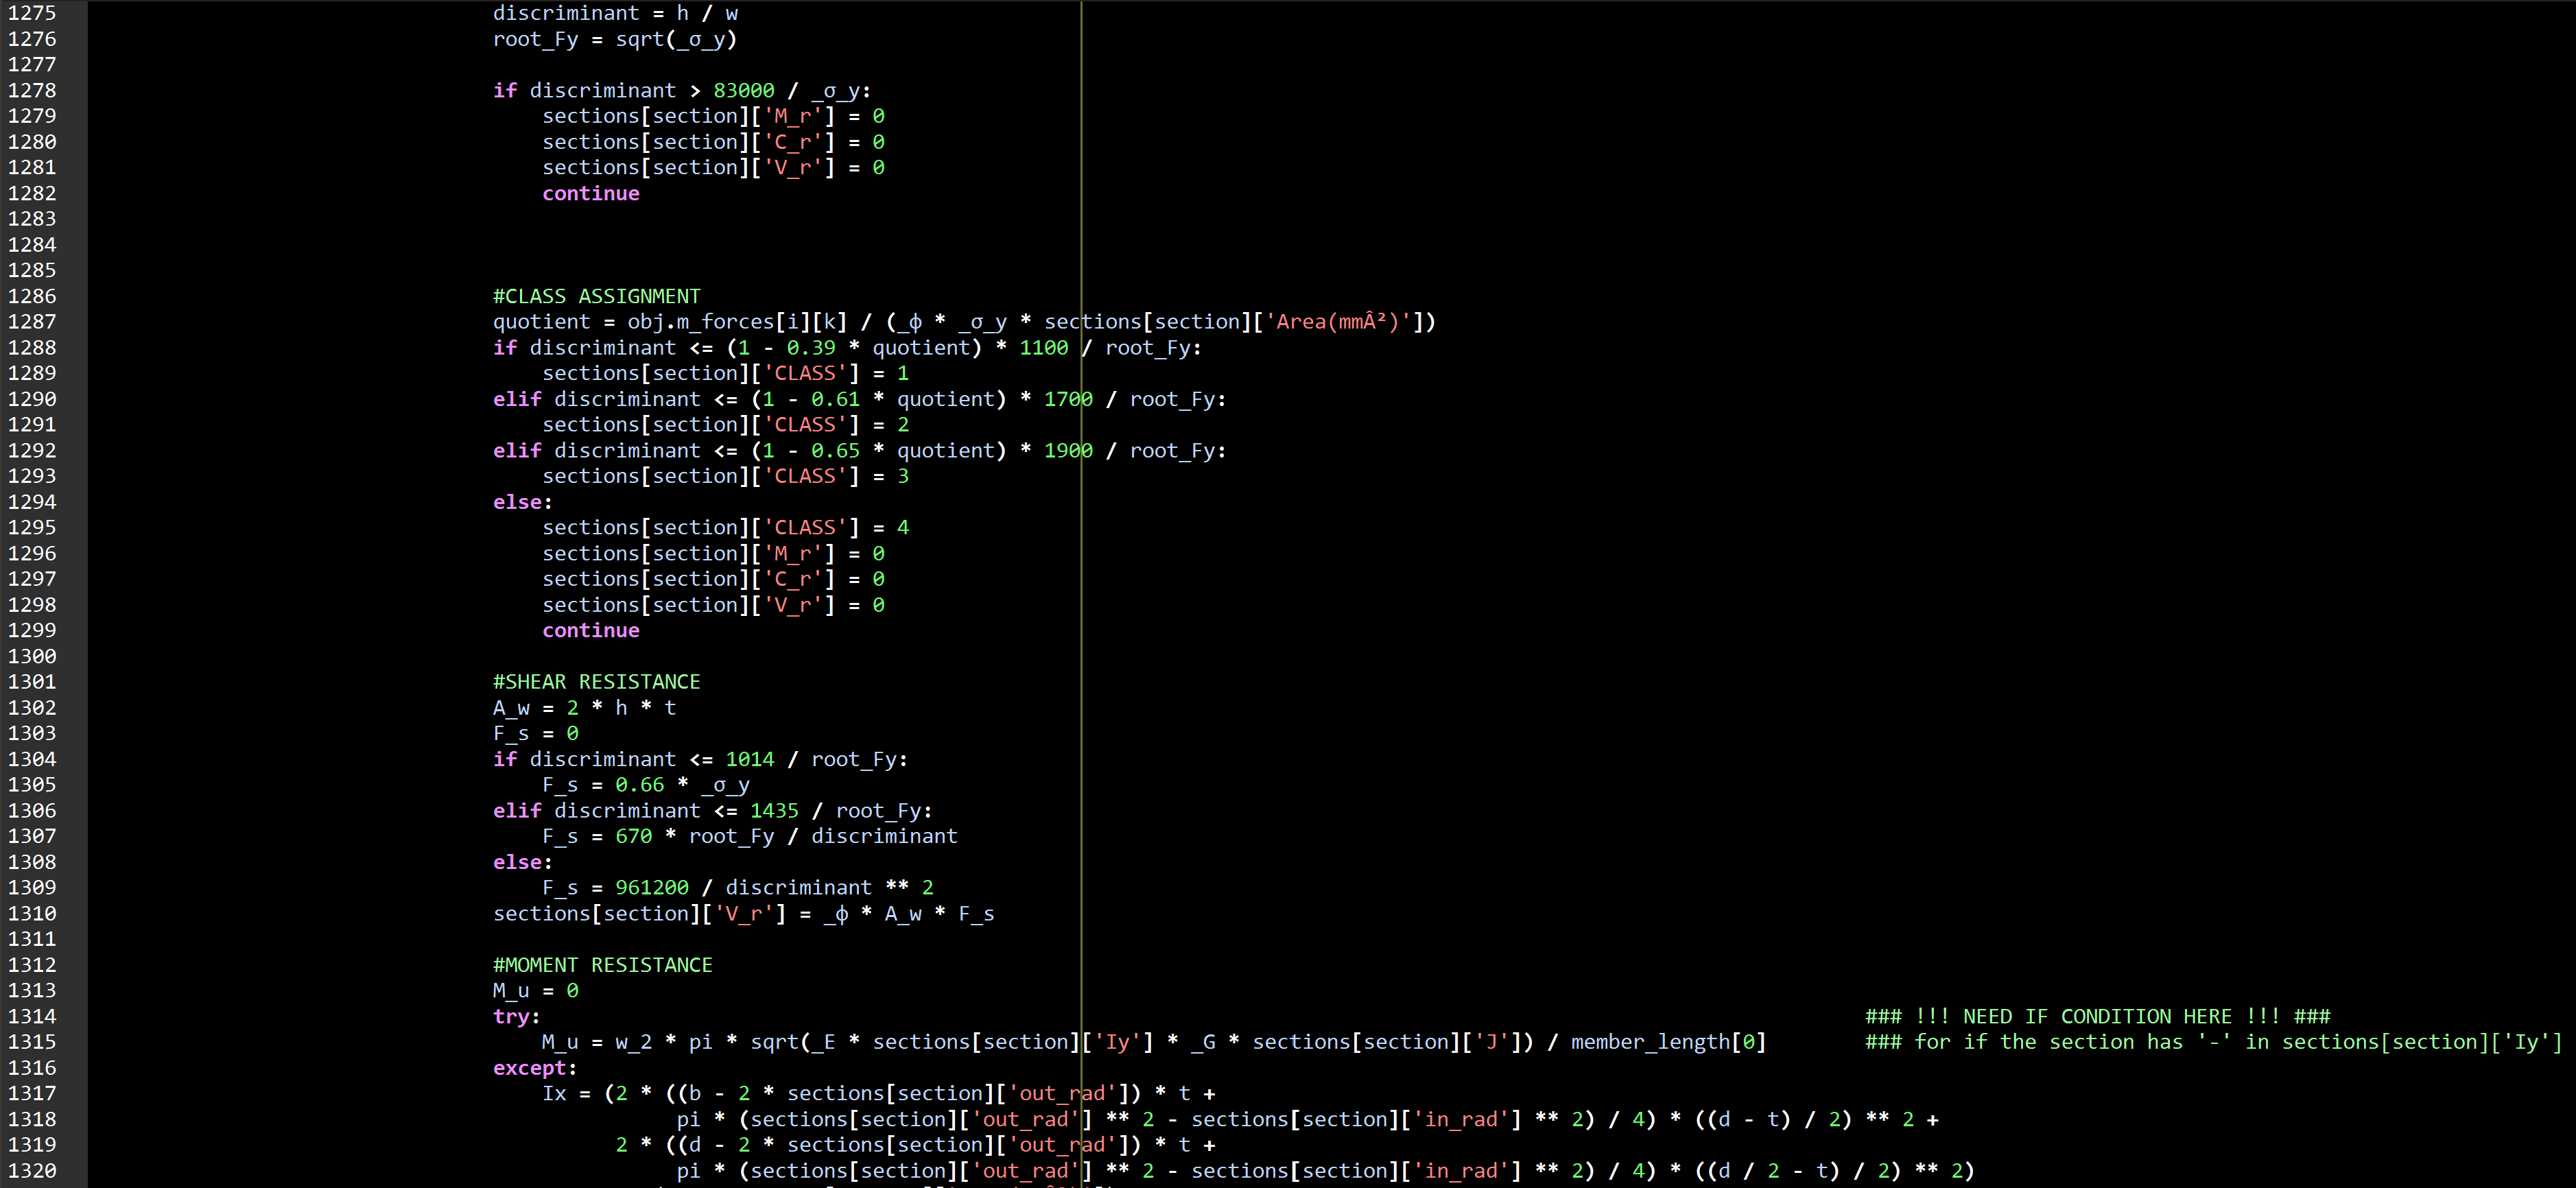 1275 discriminant = h / w
1276 root_Fy = sqrt(_σ_y)
1277
1278 if discriminant > 83000 / _σ_y:
1279 sections[section]['M_r'] = 0
1280 sections[section]['C_r'] = 0
1281 sections[section]['V_r'] = 0
1282 continue
1283
1284
1285
1286 #CLASS ASSIGNMENT
1287 quotient = obj.m_forces[i][k] / (_ϕ * _σ_y * sections[section]['Area(mmÂ²)'])
1288 if discriminant <= (1 - 0.39 * quotient) * 1100 / root_Fy:
1289 sections[section]['CLASS'] = 1
1290 elif discriminant <= (1 - 0.61 * quotient) * 1700 / root_Fy:
1291 sections[section]['CLASS'] = 2
1292 elif discriminant <= (1 - 0.65 * quotient) * 1900 / root_Fy:
1293 sections[section]['CLASS'] = 3
1294 else:
1295 sections[section]['CLASS'] = 4
1296 sections[section]['M_r'] = 0
1297 sections[section]['C_r'] = 0
1298 sections[section]['V_r'] = 0
1299 continue
1300
1301 #SHEAR RESISTANCE
1302 A_w = 2 * h * t
1303 F_s = 0
1304 if discriminant <= 1014 / root_Fy:
1305 F_s = 0.66 * _σ_y
1306 elif discriminant <= 1435 / root_Fy:
1307 F_s = 670 * root_Fy / discriminant
1308 else:
1309 F_s = 961200 / discriminant ** 2
1310 sections[section]['V_r'] = _ϕ * A_w * F_s
1311
1312 #MOMENT RESISTANCE
1313 M_u = 0
1314 try: ### !!! NEED IF CONDITION HERE !!! ###
1315 M_u = w_2 * pi * sqrt(_E * sections[section]['Iy'] * _G * sections[section]['J']) / member_length[0] ### for if the section has '-' in sections[section]['Iy']
1316 except:
1317 Ix = (2 * ((b - 2 * sections[section]['out_rad']) * t +
1318 pi * (sections[section]['out_rad'] ** 2 - sections[section]['in_rad'] ** 2) / 4) * ((d - t) / 2) ** 2 +
1319 2 * ((d - 2 * sections[section]['out_rad']) * t +
1320 pi * (sections[section]['out_rad'] ** 2 - sections[section]['in_rad'] ** 2) / 4) * ((d / 2 - t) / 2) ** 2)